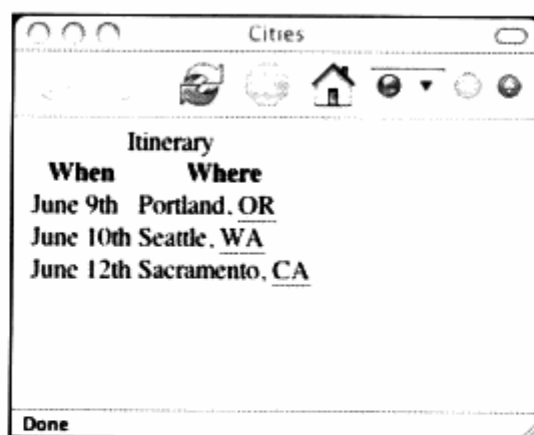 Cities
Itinerary
When Where
June 9th Portland, OR
June 10th Seattle, WA
June 12th Sacramento, CA
Done